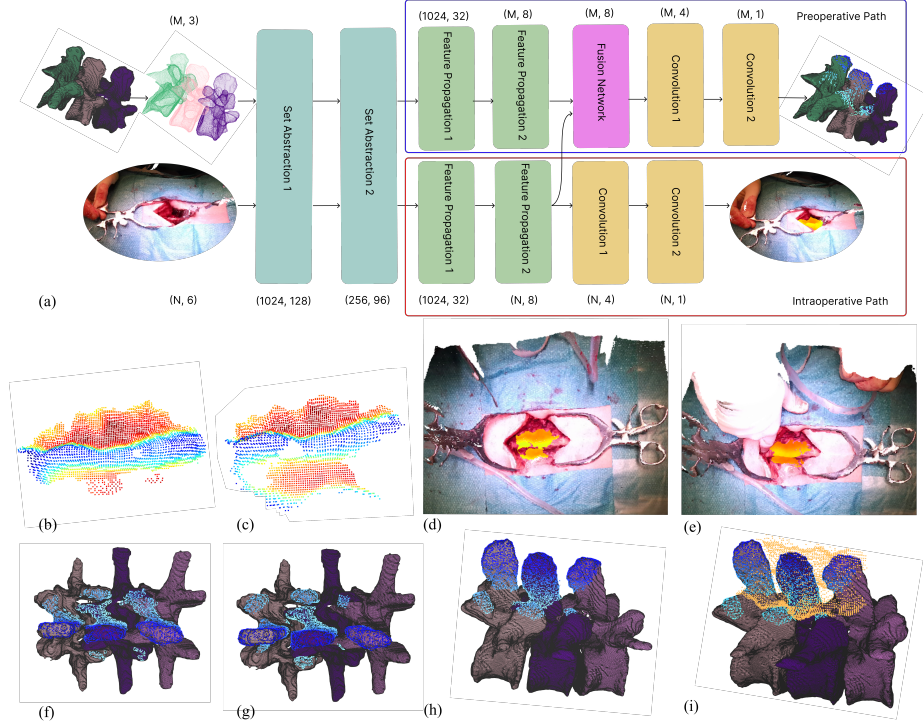 (a)
(M, 3)
(1024, 32)
(M, 8)
(M, 8)
(M, 4)
(M, 1)
Preoperative Path
Set Abstraction 1
Set Abstraction 2
Feature Propagation 1
Feature Propagation 2
Fusion Network
Convolution 1
Convolution 2
Feature Propagation 1
Feature Propagation 2
Convolution 1
Convolution 2
(a)
(N, 6)
(1024, 128)
(256, 96)
(1024, 32)
(N, 8)
(N, 4)
(N, 1)
Intraoperative Path
(b)
(c)
(d)
(e)
(f)
(g)
(h)
(i)